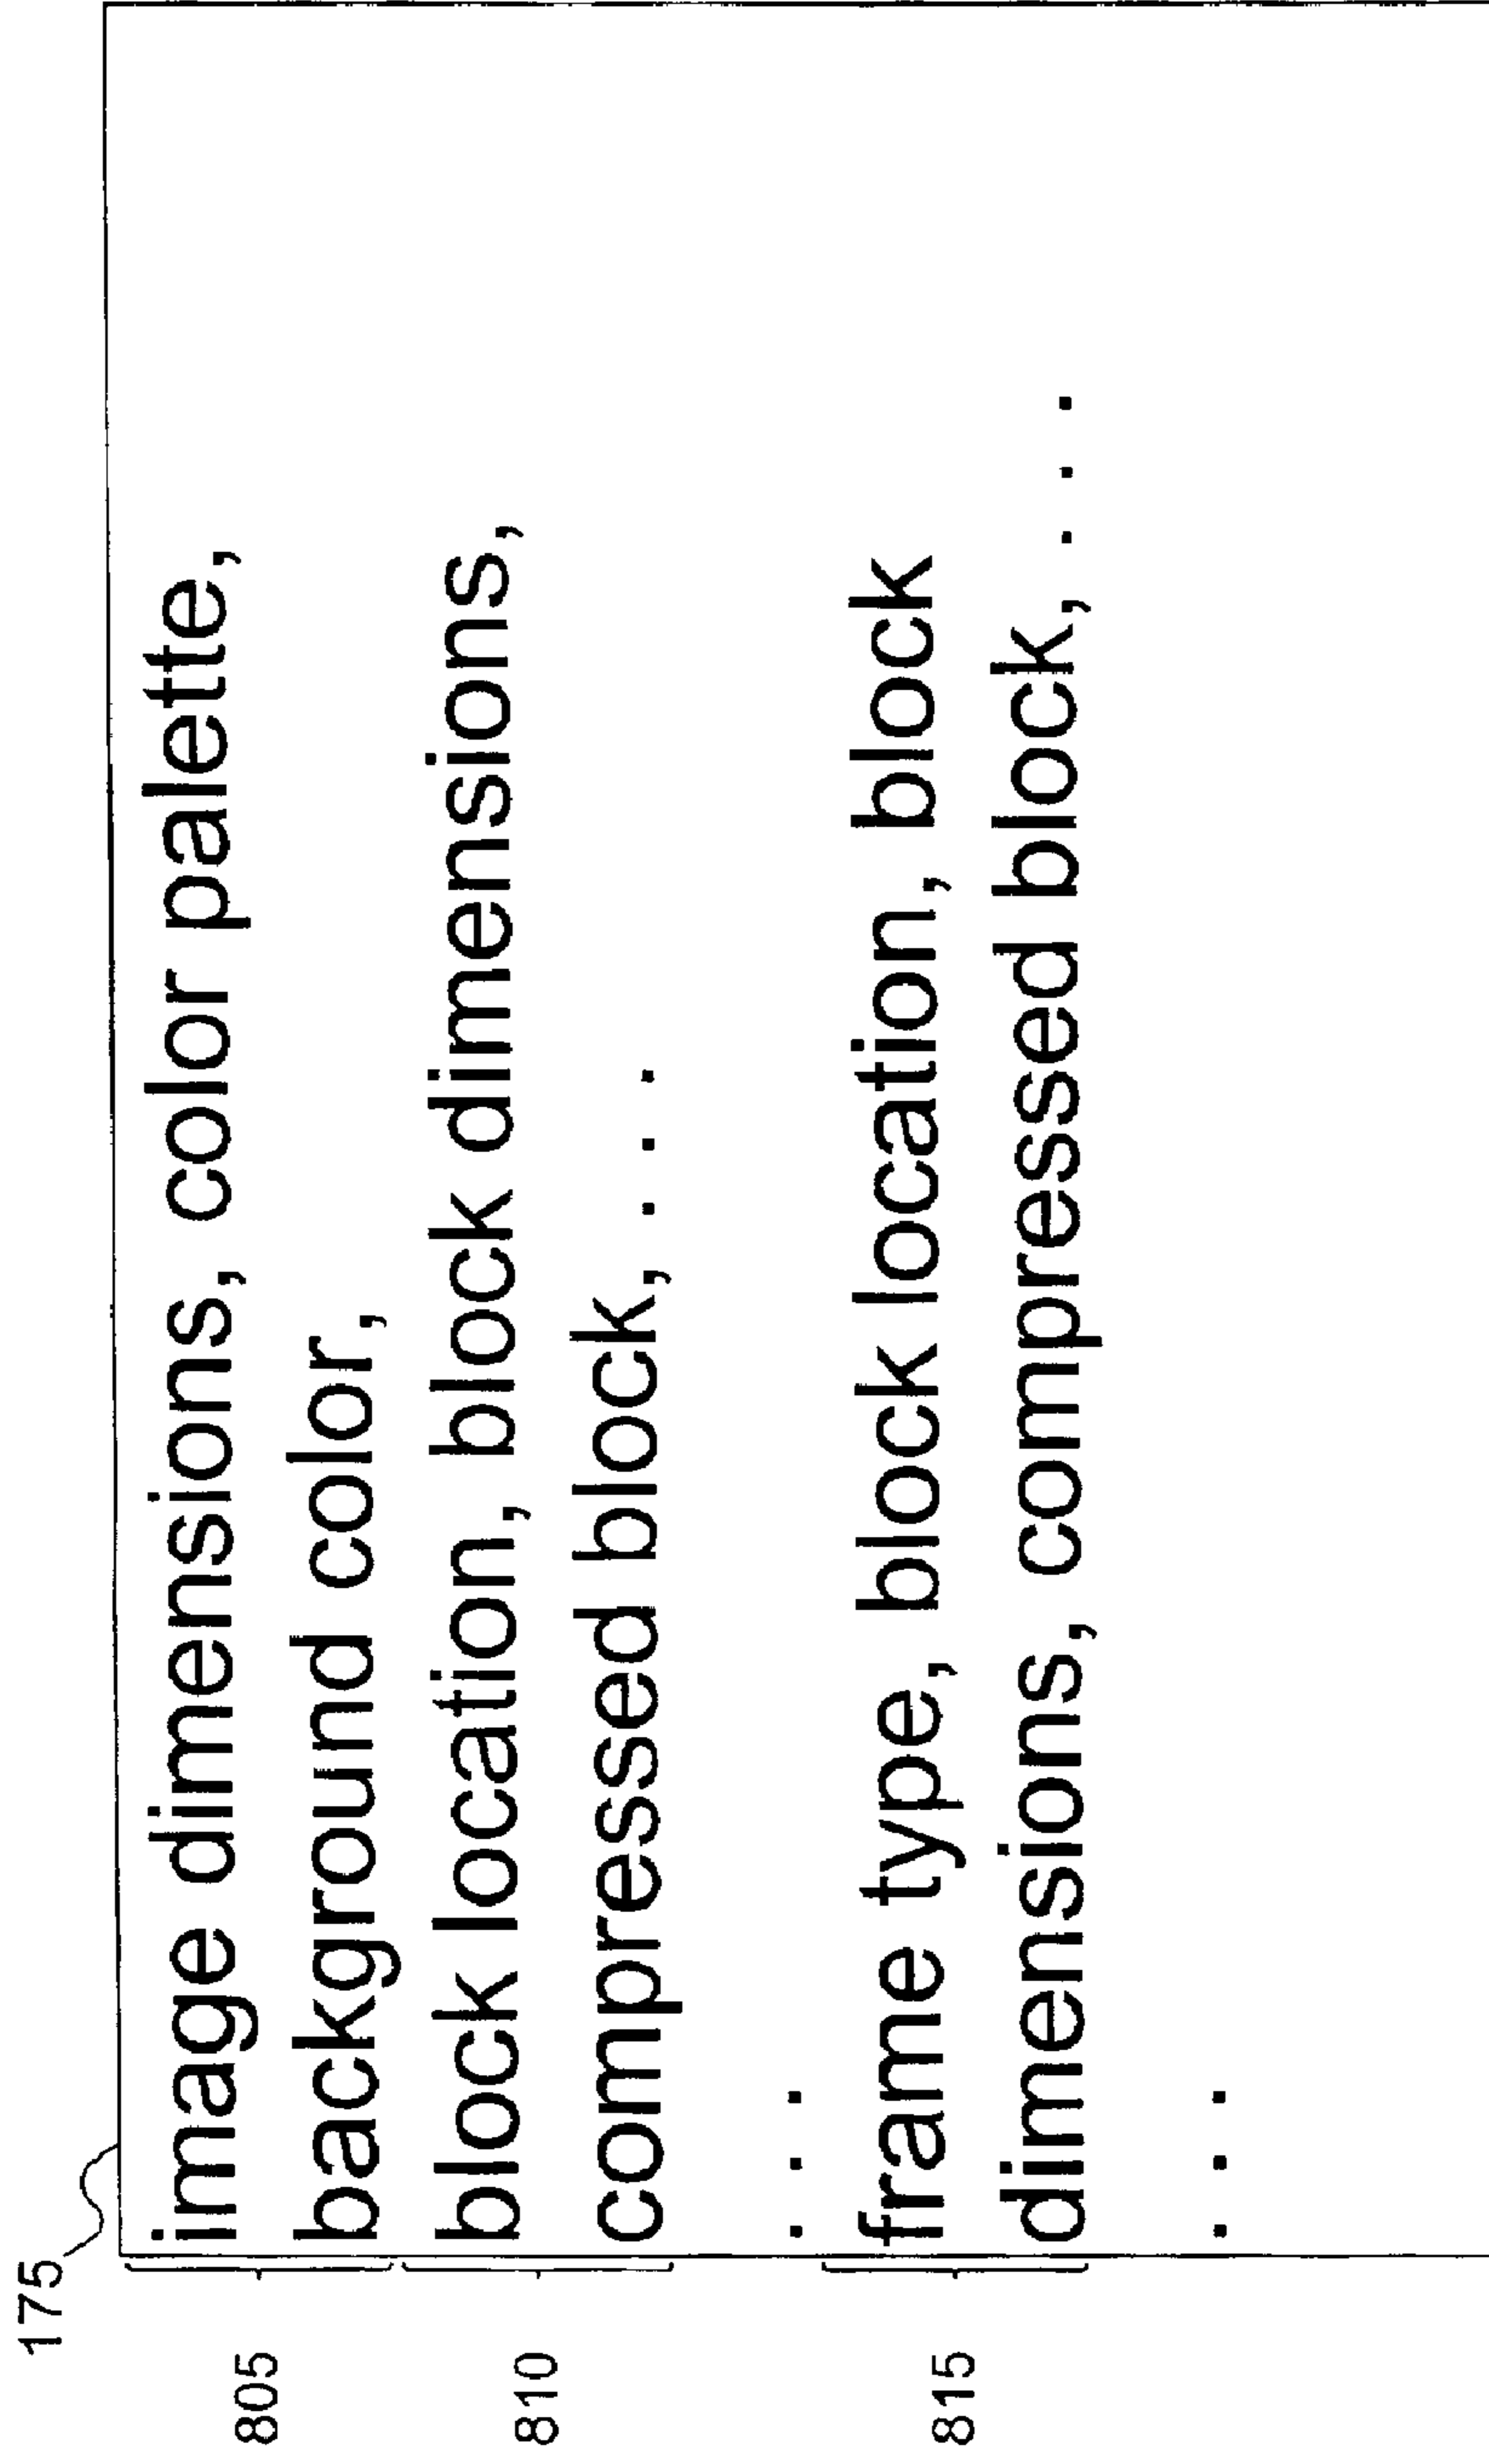 175
805
image dimensions, color palette,
background color,
810
block location, block dimensions,
compressed block, . . .
. . .
815
frame type, block location, block
dimensions, compressed block, . . .
. . .